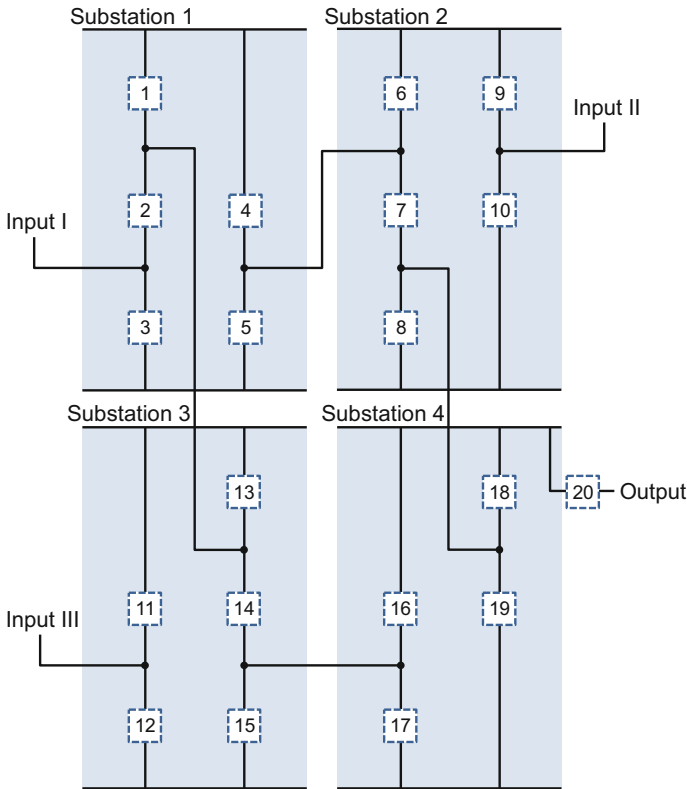 Substation 1
Substation 2
1
6
9
Input II
2
4
7
10
Input I
3
5
8
Substation 3
Substation 4
13
18
20
Output
11
14
16
19
Input III
12
15
17